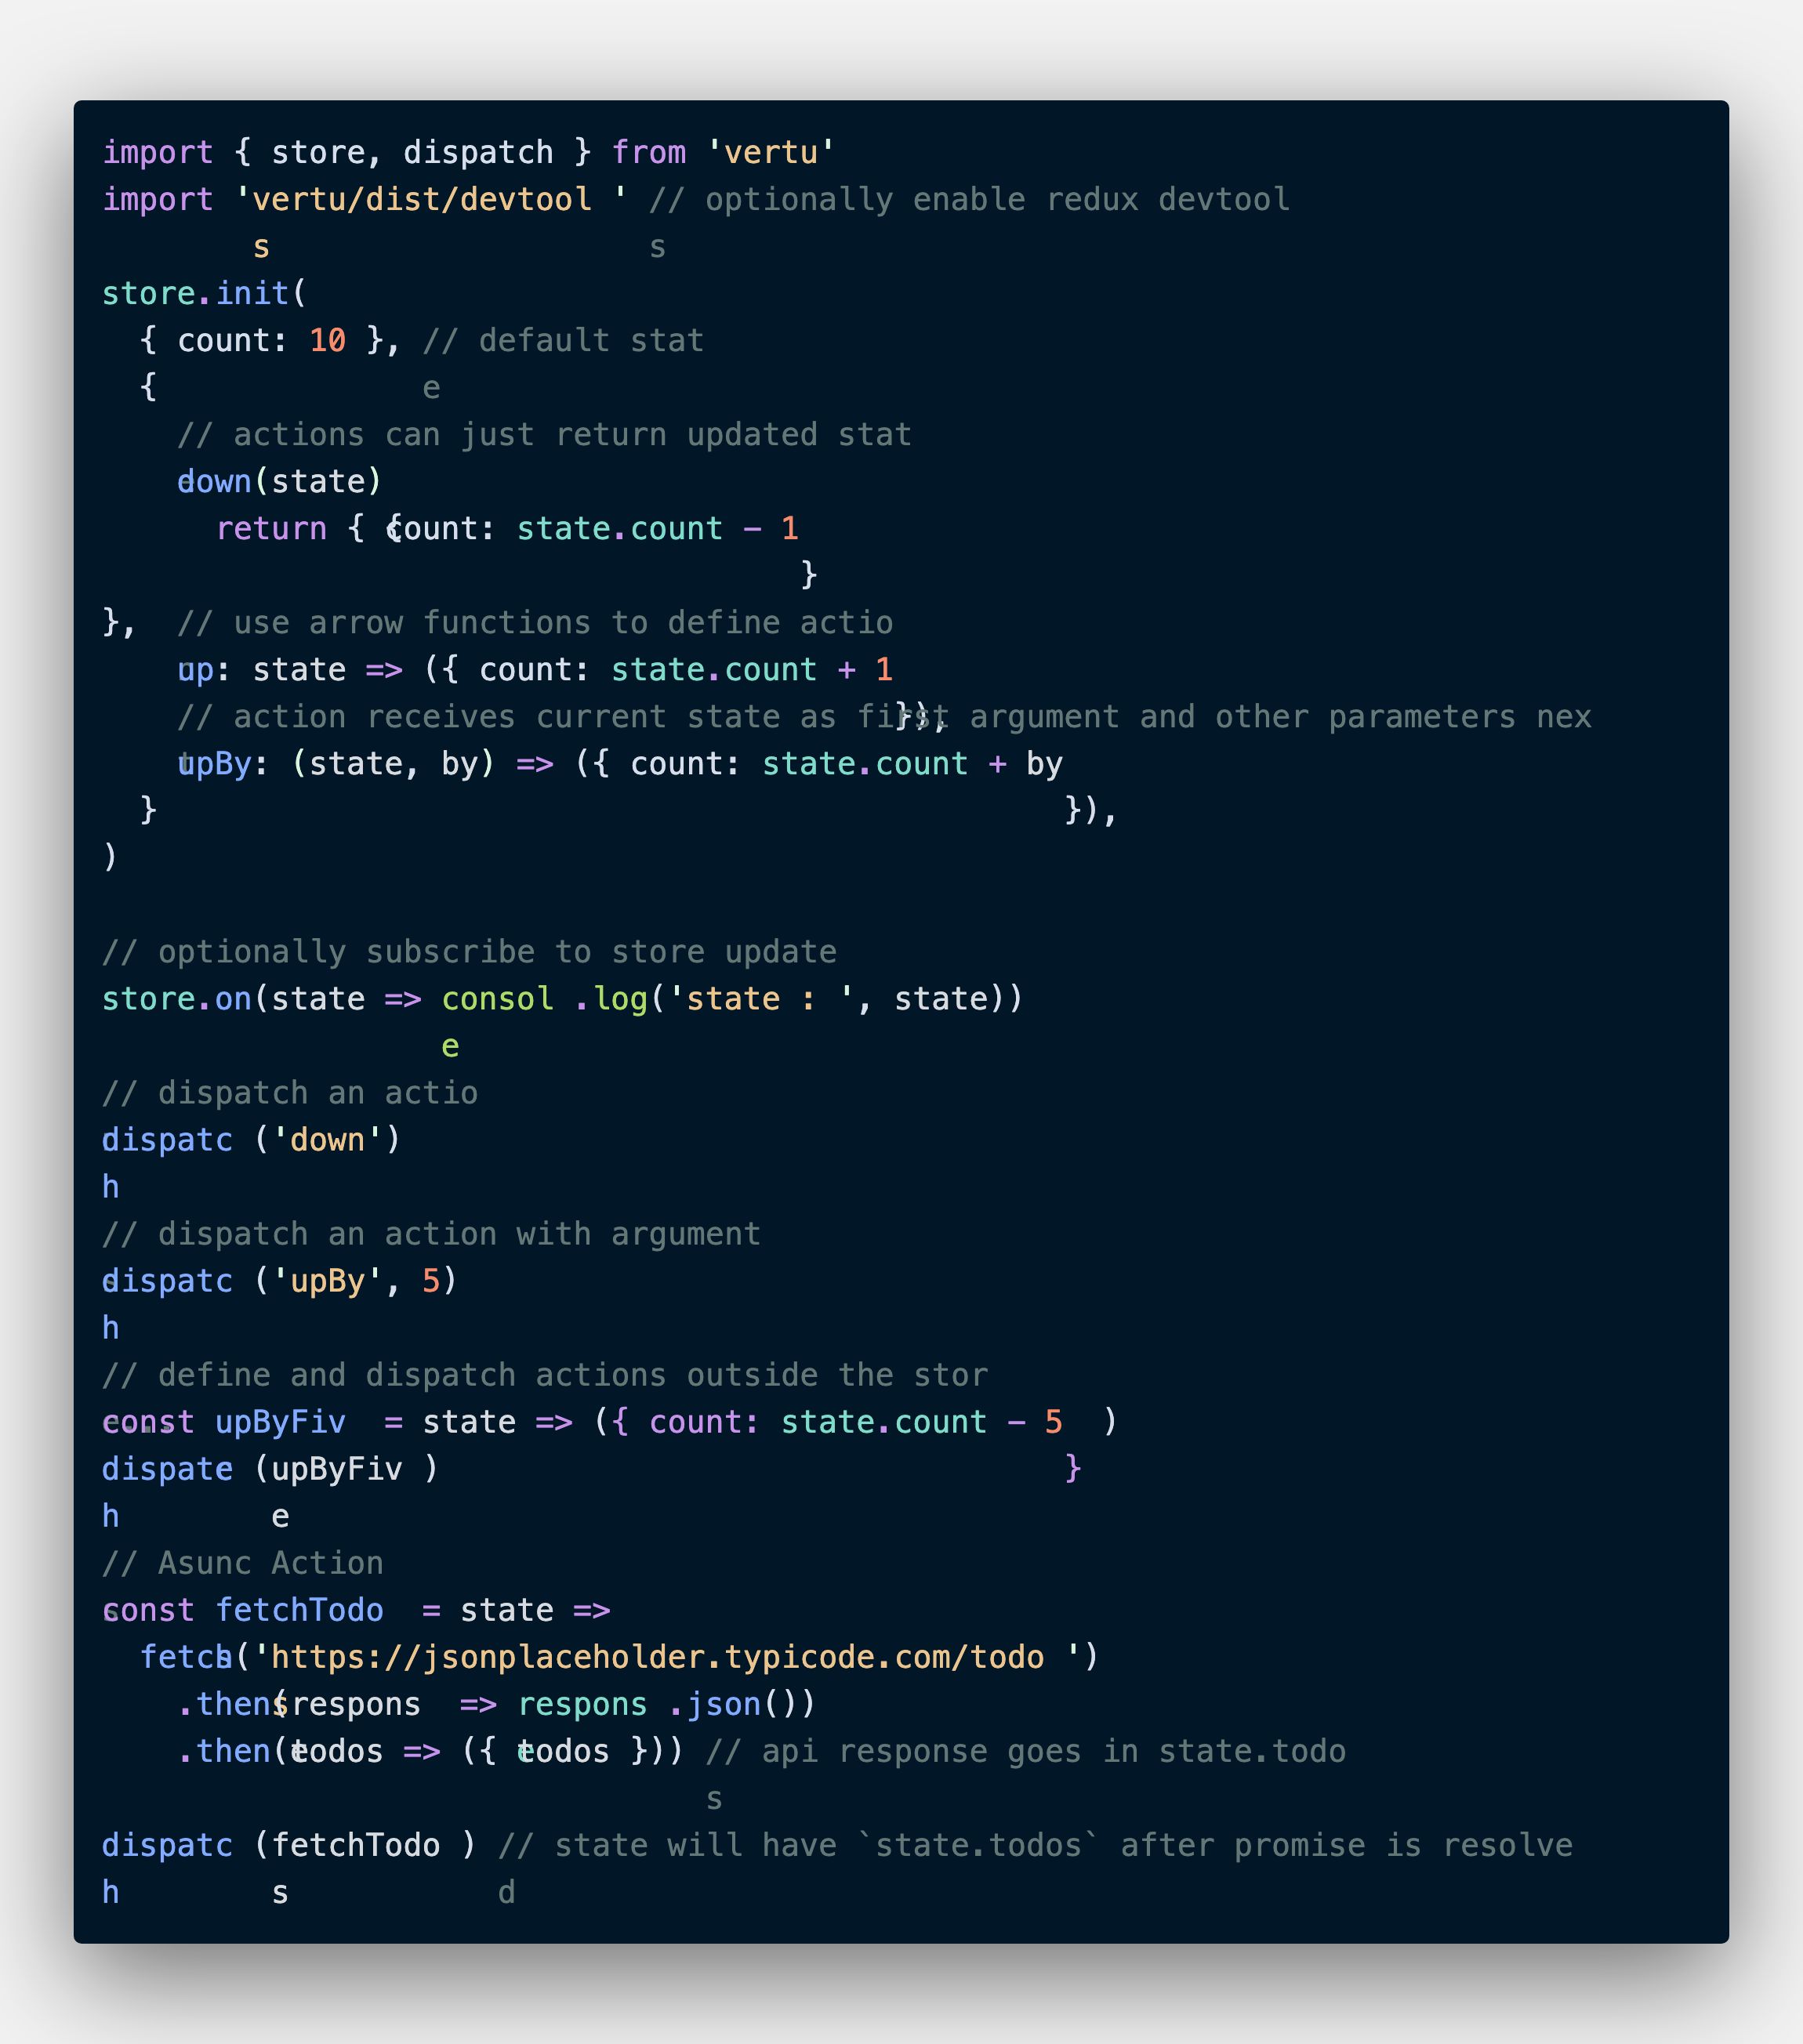 import { store, dispatch } from 'vertu'
import 'vertu/dist/devtool ' // optionally enable redux devtool
s s
store.init(
{ count: 10 }, // default stat
{ e
// actions can just return updated stat
down(state)
return { count: state.count - 1
}
}, // use arrow functions to define actio
up: state => ({ count: state.count + 1
// action receives current state as first argument and other parameters nex
upBy: (state, by) => ({ count: state.count + by
} }),
)
// optionally subscribe to store update
store.on(state => consol .log('state : ', state))
e
// dispatch an actio
dispatc ('down')
h
// dispatch an action with argument
dispatc ('upBy', 5)
h
// define and dispatch actions outside the stor
const upByFiv = state => ({ count: state.count - 5 )
dispatc (upByFiv ) }
h e
// Asunc Action
const fetchTodo = state =>
fetch('https://jsonplaceholder.typicode.com/todo ')
.then(respons => respons .json())
.then(todos => ({ todos })) // api response goes in state.todo
s
dispatc (fetchTodo ) // state will have `state.todos` after promise is resolve
h s d